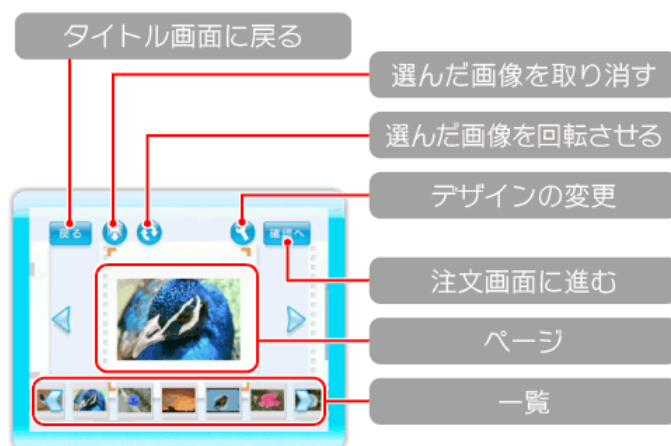 タイトル画面に戻る
選んだ画像を取り消す
選んだ画像を回転させる
デザインの変更
戻る
確認へ
注文画面に進む
ページ
一覧